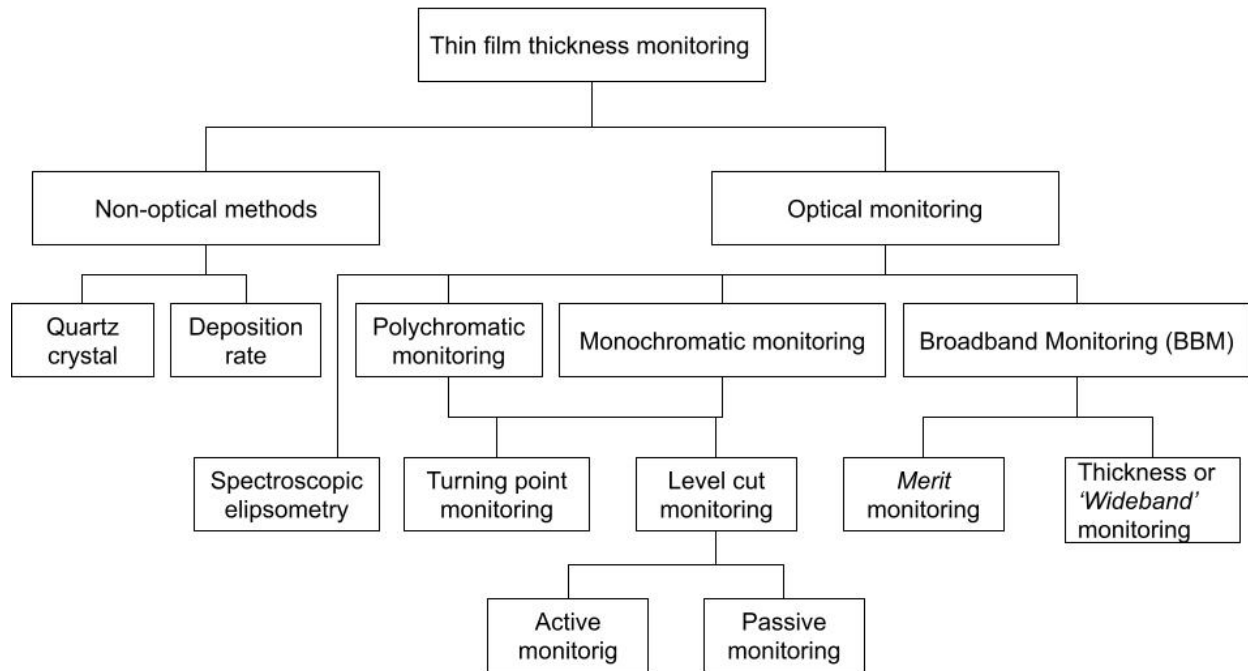 Thin film thickness monitoring
Non-optical methods
Optical monitoring
Quartz
crystal
Deposition
rate
Polychromatic
monitoring
Monochromatic monitoring
Broadband Monitoring (BBM)
Spectroscopic
elipsometry
Turning point
monitoring
Level cut
monitoring
Merit
monitoring
Thickness or
‘Wideband’
monitoring
Active
monitorig
Passive
monitoring